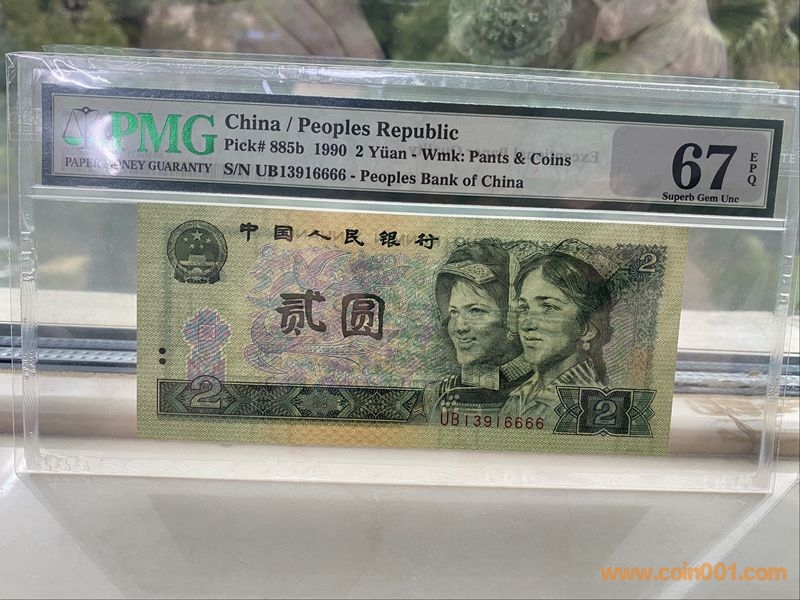 PMG
PAPER MONEY GUARANTY
China / Peoples Republic
Pick# 885b 1990 2 Yüan - Wmk: Pants & Coins
S/N UB13916666 - Peoples Bank of China
67
EPQ
Superb Gem Unc
中国人民银行
2
贰圆
2
UB13916666
2
www.coin001.com